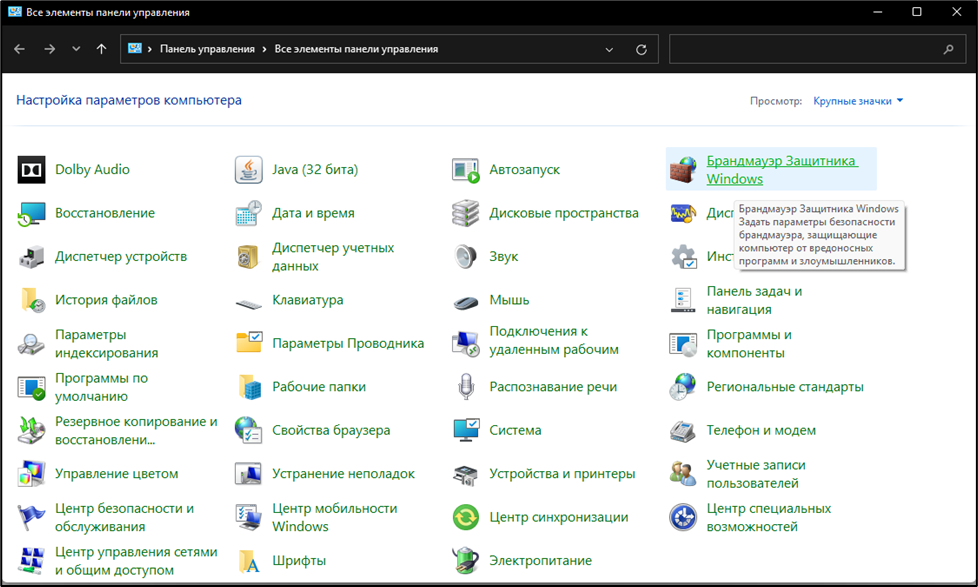 Все элементы панели управления
Панель управления
Все элементы панели управления
Настройка параметров компьютера
Просмотр:
Крупные значки
Dolby Audio
Java (32 бита)
Автозапуск
Брандмауэр Защитника
Windows
Восстановление
Дата и время
Дисковые пространства
Брандмауэр Защитника Windows
Задать параметры безопасности
брандмауэра, защищающие
компьютер от вредоносных
программ и злоумышленников.
Диспетчер устройств
Диспетчер учетных
данных
Звук
История файлов
Клавиатура
Мышь
Панель задач и
навигация
Параметры
индексирования
Параметры Проводника
Подключения к
удаленным рабочим
Программы и
компоненты
Программы по
умолчанию
Рабочие папки
Распознавание речи
Региональные стандарты
Резервное копирование и
восстановлени...
Свойства браузера
Система
Телефон и модем
Управление цветом
Устранение неполадок
Устройства и принтеры
Учетные записи
пользователей
Центр безопасности и
обслуживания
Центр мобильности
Windows
Центр синхронизации
Центр специальных
возможностей
Центр управления сетями
и общим доступом
Шрифты
Электропитание